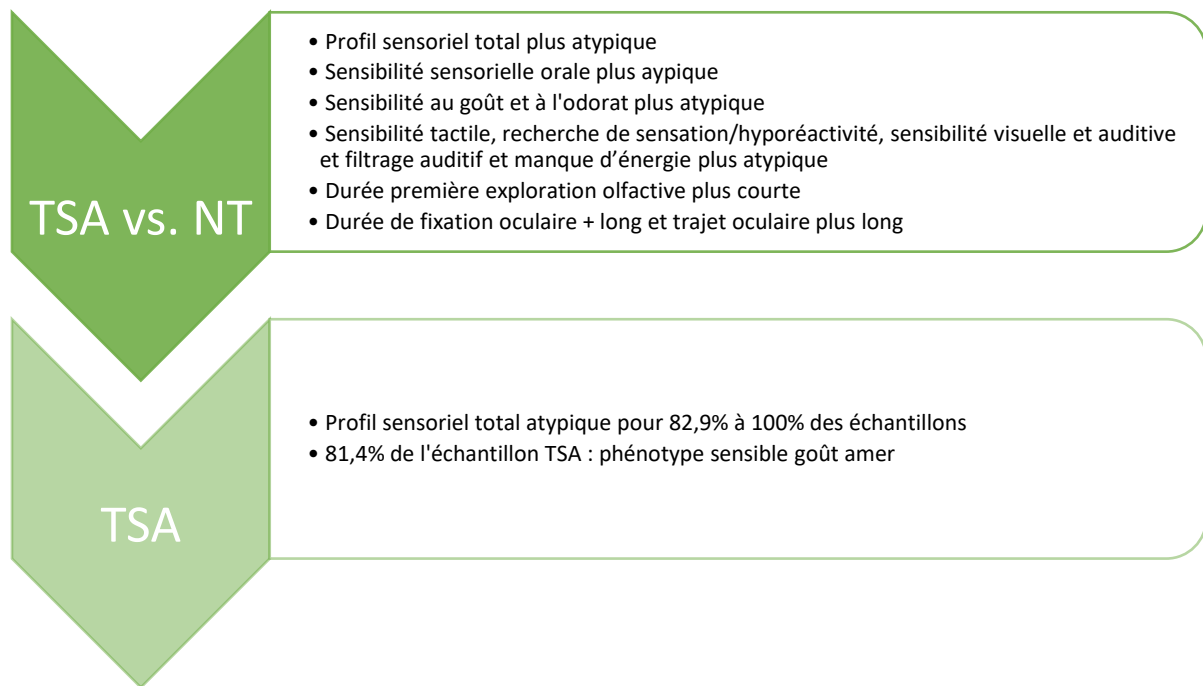 TSA vs. NT
• Profil sensoriel total plus atypique
• Sensibilité sensorielle orale plus aypique
• Sensibilité au goût et à l'odorat plus atypique
• Sensibilité tactile, recherche de sensation/hyporéactivité, sensibilité visuelle et auditive
et filtrage auditif et manque d’énergie plus atypique
• Durée première exploration olfactive plus courte
• Durée de fixation oculaire + long et trajet oculaire plus long
TSA
• Profil sensoriel total atypique pour 82,9% à 100% des échantillons
• 81,4% de l'échantillon TSA : phénotype sensible goût amer